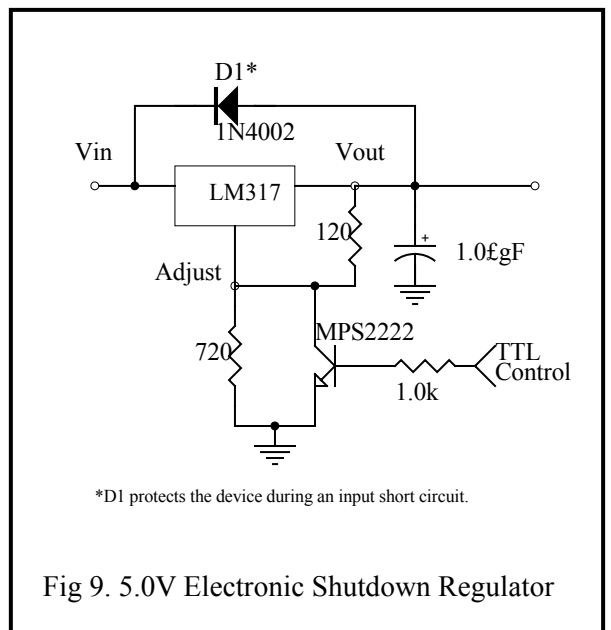 D1*
1N4002
Vin
Vout
LM317
120
+
1.0£gF
Adjust
MPS2222
720
TTL
Control
1.0k
*D1 protects the device during an input short circuit.
Fig 9. 5.0V Electronic Shutdown Regulator